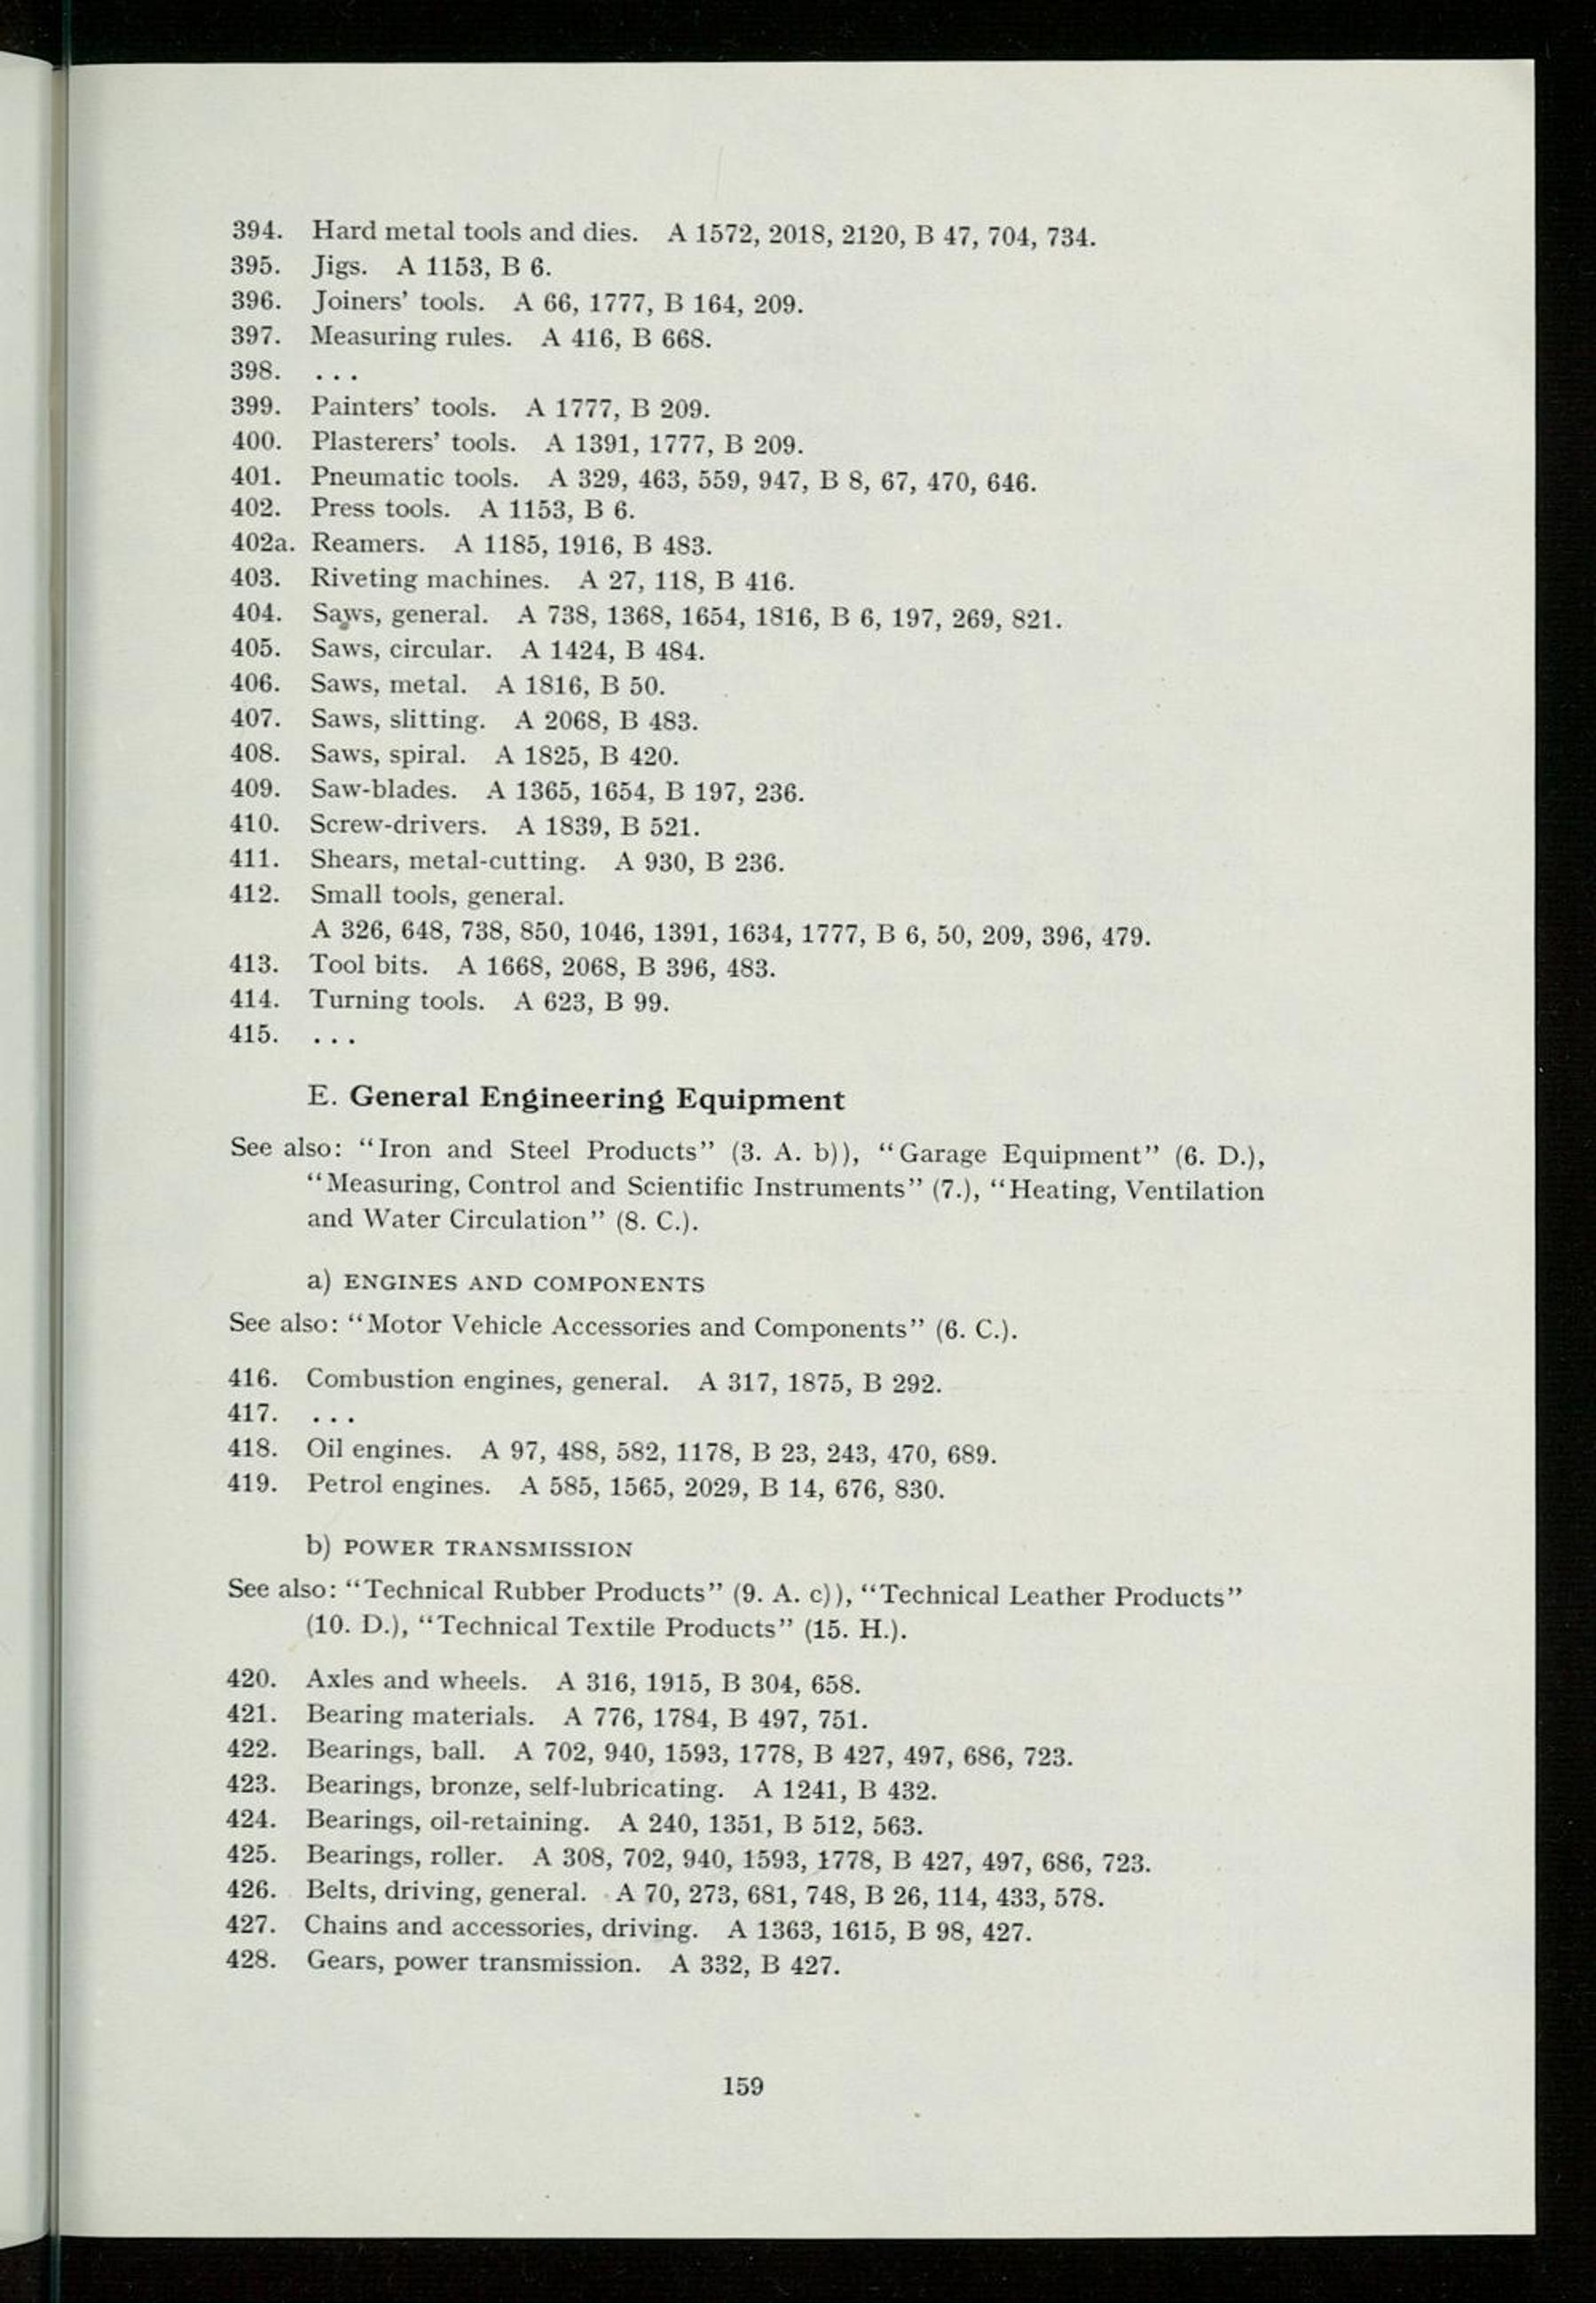 394. Hard metal tools and dies. A 1572, 2018, 2120, B 47, 704, 734.
395. Jigs. A 1153, B 6.
396. Joiners’ tools. A 66, 1777, B 164, 209.
397. Measuring rules. A 416, B 668.
398. ...
399. Painters’ tools. A 1777, B 209.
400. Plasterers’ tools. A 1391, 1777, B 209.
401. Pneumatic tools. A 329, 463, 559, 947, B 8, 67, 470, 646.
402. Press tools. A 1153, B 6.
402a. Reamers. A 1185, 1916, B 483.
403. Riveting machines. A 27, 118, B 416.
404. Saws, general. A 738, 1368, 1654, 1816, B 6, 197, 269, 821.
405. Saws, circular. A 1424, B 484.
406. Saws, metal. A 1816, B 50.
407. Saws, slitting. A 2068, B 483.
408. Saws, spiral. A 1825, B 420.
409. Saw-blades. A 1365, 1654, B 197, 236.
410. Screw-drivers. A 1839, B 521.
411. Shears, metal-cutting. A 930, B 236.
412. Small tools, general.
A 326, 648, 738, 850, 1046, 1391, 1634, 1777, B 6, 50, 209, 396, 479.
413. Tool bits. A 1668, 2068, B 396, 483.
414. Turning tools. A 623, B 99.
415. ...
E. General Engineering Equipment
See also: “Iron and Steel Products” (3. A. b)), “Garage Equipment” (6. D.),
“Measuring, Control and Scientific Instruments” (7.), “Heating, Ventilation
and Water Circulation” (8. C.).
a) ENGINES AND COMPONENTS
See also: “Motor Vehicle Accessories and Components” (6. C.).
416. Combustion engines, general. A 317, 1875, B 292.
417. ...
418. Oil engines. A 97, 488, 582, 1178, B 23, 243, 470, 689.
419. Petrol engines. A 585, 1565, 2029, B 14, 676, 830.
b) POWER TRANSMISSION
See also: “Technical Rubber Products” (9. A. c)), “Technical Leather Products”
(10. D.), “Technical Textile Products” (15. H.).
420. Axles and wheels. A 316, 1915, B 304, 658.
421. Bearing materials. A 776, 1784, B 497, 751.
422. Bearings, ball. A 702, 940, 1593, 1778, B 427, 497, 686, 723.
423. Bearings, bronze, self-lubricating. A 1241, B 432.
424. Bearings, oil-retaining. A 240, 1351, B 512, 563.
425. Bearings, roller. A 308, 702, 940, 1593, 1778, B 427, 497, 686, 723.
426. Belts, driving, general. A 70, 273, 681, 748, B 26, 114, 433, 578.
427. Chains and accessories, driving. A 1363, 1615, B 98, 427.
428. Gears, power transmission. A 332, B 427.
159